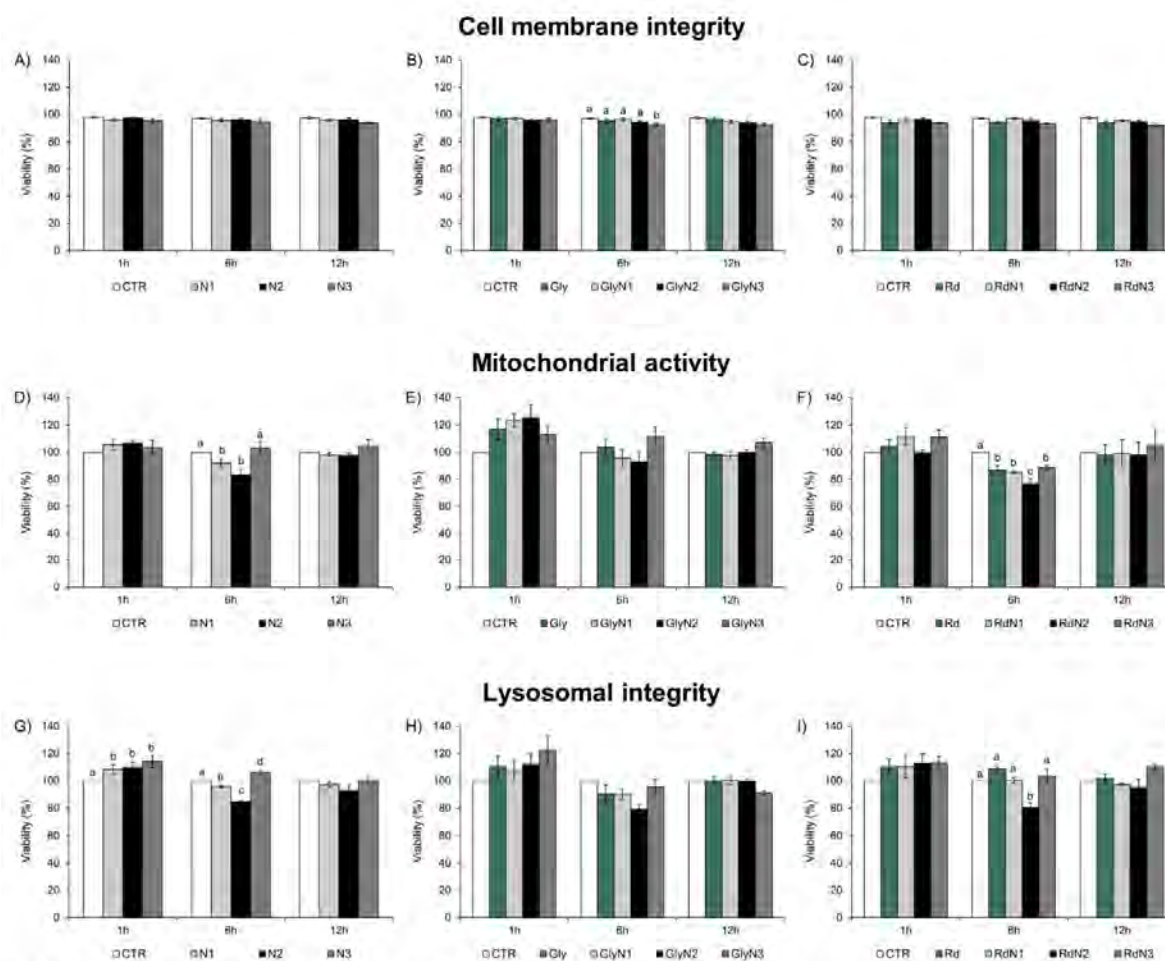 Cell membrane integrity
A)
140
120
100
80
60
40
20
0
Viability (%)
1h 6h 12h
CTR N1 N2 N3
B)
140
120
100
80
60
40
20
0
Viability (%)
a a a a b
1h 6h 12h
CTR Gly GlyN1 GlyN2 GlyN3
C)
140
120
100
80
60
40
20
0
Viability (%)
1h 6h 12h
CTR Rd RdN1 RdN2 RdN3
Mitochondrial activity
D)
140
120
100
80
60
40
20
0
Viability (%)
a b b a
1h 6h 12h
CTR N1 N2 N3
E)
140
120
100
80
60
40
20
0
Viability (%)
1h 6h 12h
CTR Gly GlyN1 GlyN2 GlyN3
F)
140
120
100
80
60
40
20
0
Viability (%)
a b b c b
1h 6h 12h
CTR Rd RdN1 RdN2 RdN3
Lysosomal integrity
G)
140
120
100
80
60
40
20
0
Viability (%)
a b b b a b c d
1h 6h 12h
CTR N1 N2 N3
H)
140
120
100
80
60
40
20
0
Viability (%)
1h 6h 12h
CTR Gly GlyN1 GlyN2 GlyN3
I)
140
120
100
80
60
40
20
0
Viability (%)
a a a b a
1h 6h 12h
CTR Rd RdN1 RdN2 RdN3